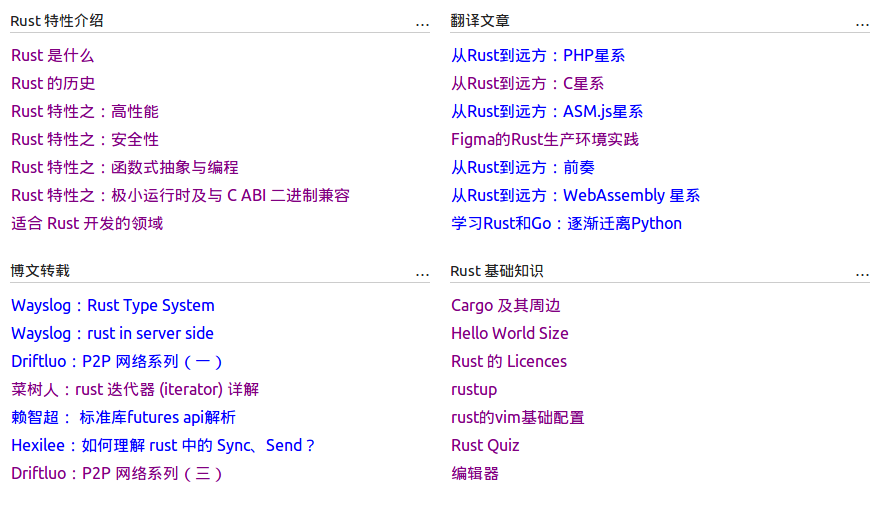 Rust 特性介绍
...
Rust 是什么
Rust 的历史
Rust 特性之：高性能
Rust 特性之：安全性
Rust 特性之：函数式抽象与编程
Rust 特性之：极小运行时及与 C ABI 二进制兼容
适合 Rust 开发的领域
翻译文章
...
从Rust到远方：PHP星系
从Rust到远方：C星系
从Rust到远方：ASM.js星系
Figma的Rust生产环境实践
从Rust到远方：前奏
从Rust到远方：WebAssembly 星系
学习Rust和Go：逐渐迁离Python
博文转载
...
Wayslog：Rust Type System
Wayslog：rust in server side
Driftluo：P2P 网络系列（一）
菜树人：rust 迭代器 (iterator) 详解
赖智超： 标准库futures api解析
Hexilee：如何理解 rust 中的 Sync、Send？
Driftluo：P2P 网络系列（三）
Rust 基础知识
...
Cargo 及其周边
Hello World Size
Rust 的 Licences
rustup
rust的vim基础配置
Rust Quiz
编辑器